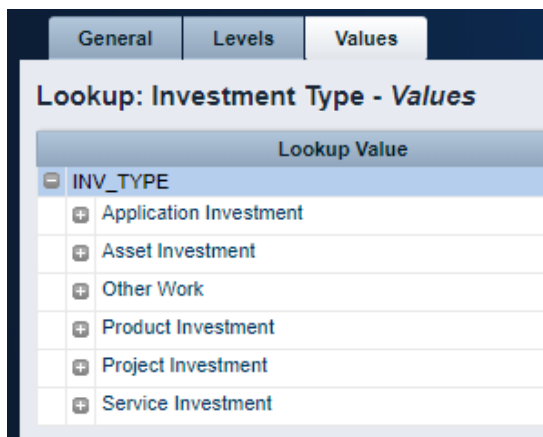 General Levels Values
Lookup: Investment Type - Values
Lookup Value
INV_TYPE
Application Investment
Asset Investment
Other Work
Product Investment
Project Investment
Service Investment